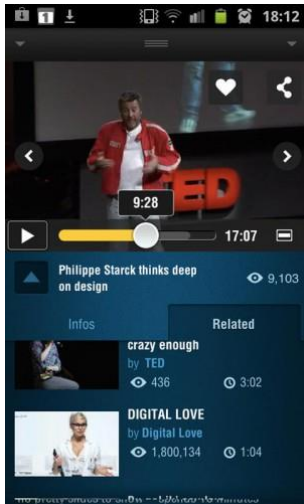 1
18:12
TED
9:28
17:07
Philippe Starck thinks deep
on design
9,103
Infos
Related
crazy enough
by TED
436
3:02
DIGITAL LOVE
by Digital Love
1,800,134
1:04